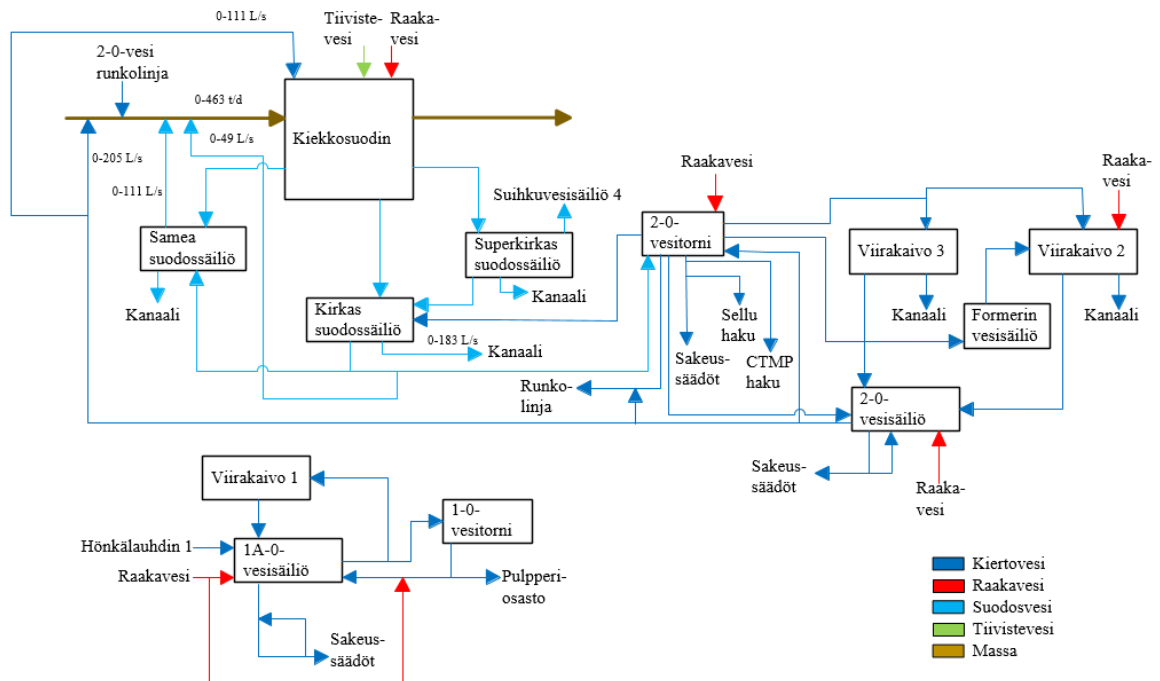 0-111 L/s
Tiiviste-
vesi
Raaka-
vesi
2-0-vesi
runkolinja
0-463 t/d
0-49 L/s
0-205 L/s
0-111 L/s
Kiekkosuodin
Raakavesi
Raaka-
vesi
Suihkuvesisäiliö 4
2-0-
vesitorni
Samea
suodossäiliö
Superkirkas
suodossäiliö
Viirakaivo 3
Viirakaivo 2
Kanaali
Kanaali
Kirkas
suodossäiliö
0-183 L/s
Kanaali
Sellu
haku
Kanaali
Formerin
vesisäiliö
Kanaali
Sakeus-
säädöt
CTMP
haku
Runko-
linja
2-0-
vesisäiliö
Sakeus-
säädöt
Raaka-
vesi
Viirakaivo 1
1-0-
vesitorni
Hönkälauhdin 1
1A-0-
vesisäiliö
Raakavesi
Pulpperi-
osasto
Sakeus-
säädöt
Kiertovesi
Raakavesi
Suodosvesi
Tiivistevesi
Massa